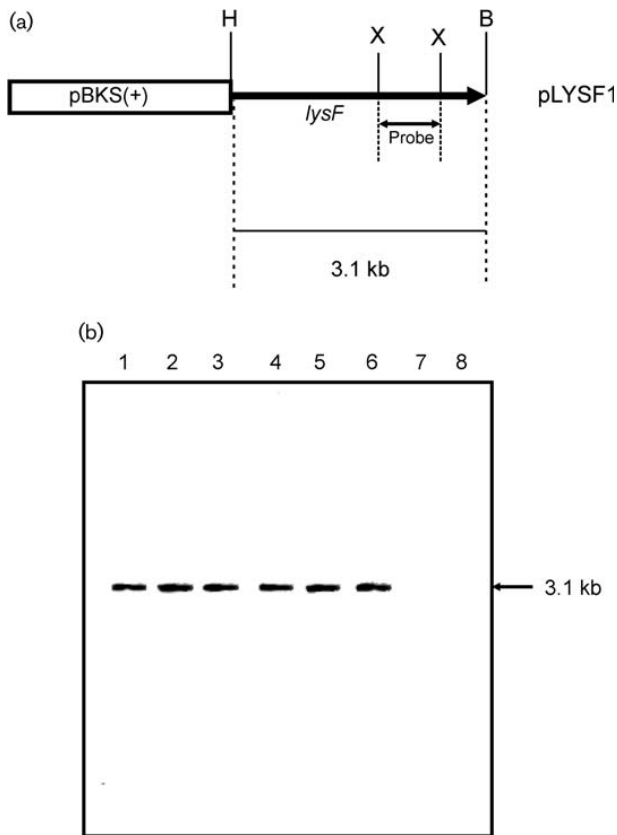 (a)
H X X B
pBKS(+) lysF pLYSF1
Probe
3.1 kb
(b)
1 2 3 4 5 6 7 8
3.1 kb